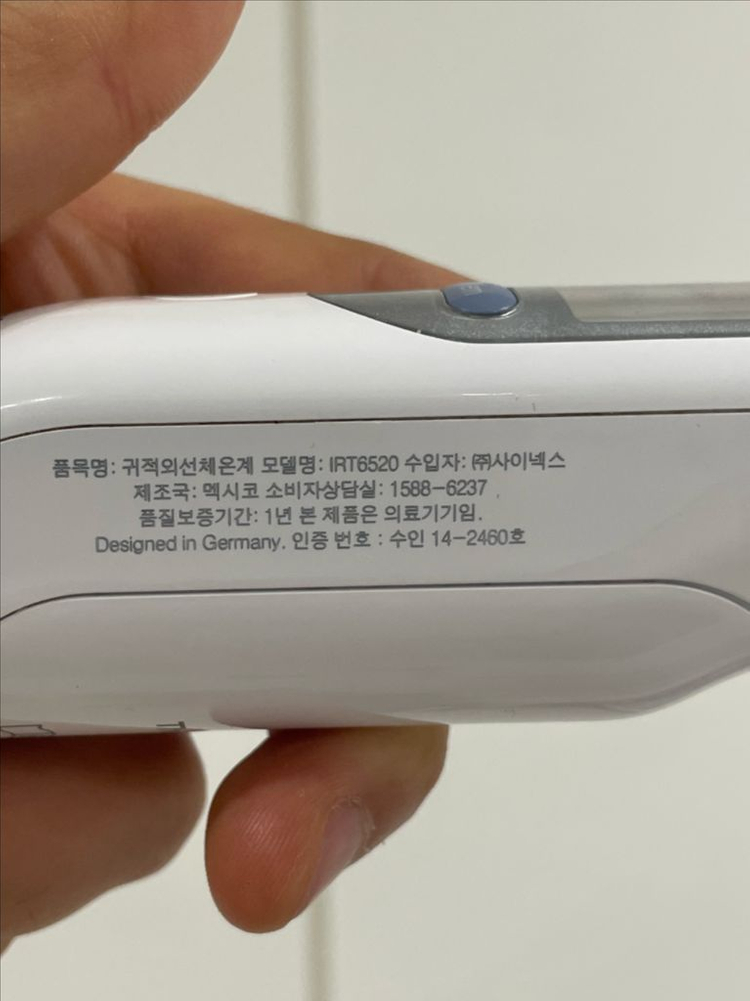 품목명: 귀적외선체온계 모델명: IRT6520 수입자: ㈜사이넥스
제조국: 멕시코 소비자상담실: 1588-6237
품질보증기간: 1년 본 제품은 의료기기임.
Designed in Germany. 인증 번호 : 수인 14-2460호